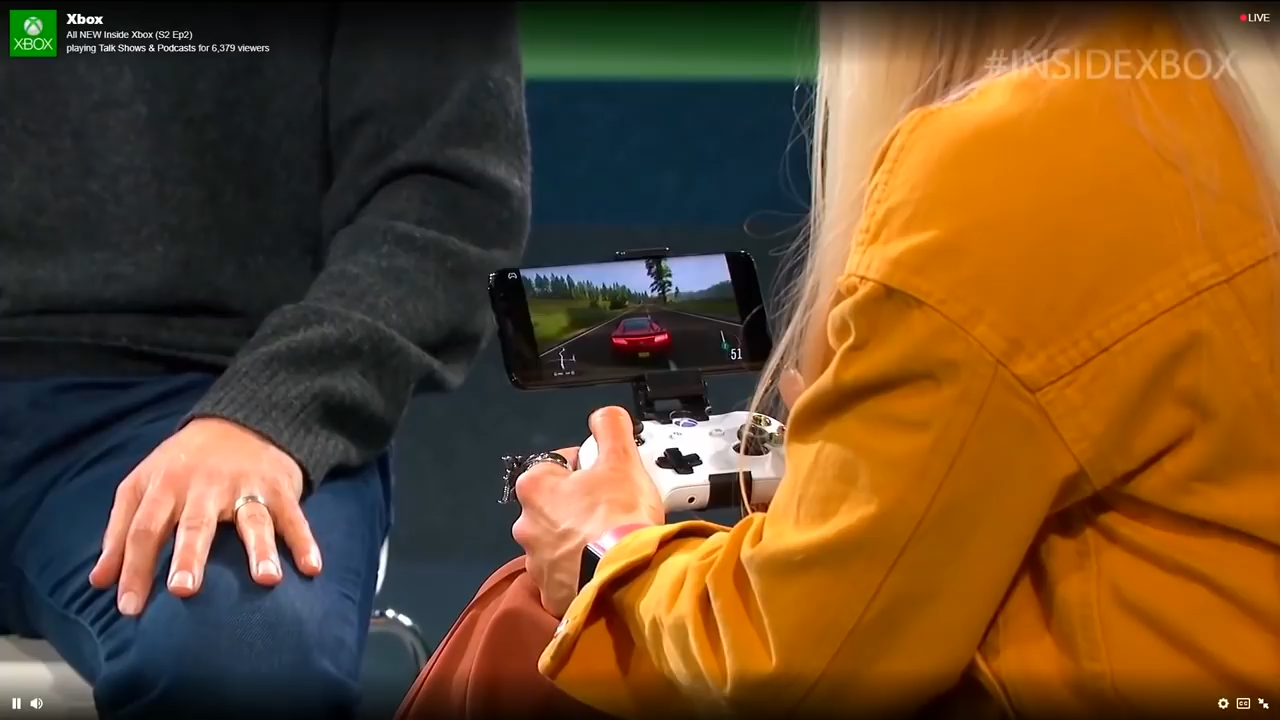 XBOX
Xbox
All NEW Inside Xbox (S2 Ep2)
playing Talk Shows & Podcasts for 6,379 viewers
LIVE
#INSIDEXBOX
51
CC